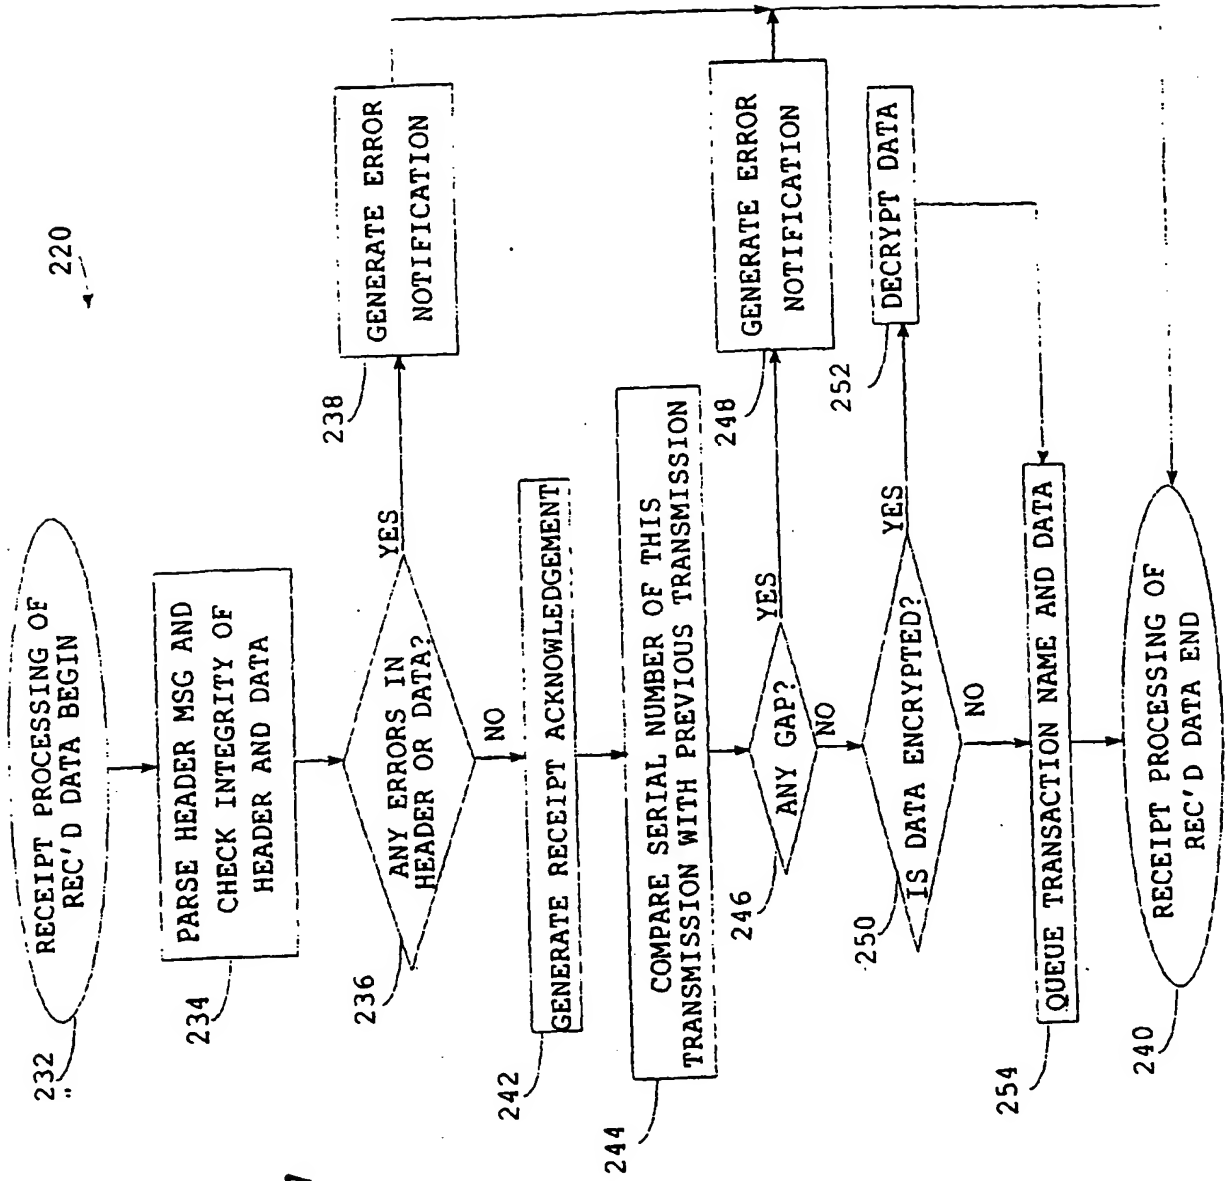 220
232
RECEIPT PROCESSING OF
REC'D DATA BEGIN
234
PARSE HEADER MSG AND
CHECK INTEGRITY OF
HEADER AND DATA
236
ANY ERRORS IN
HEADER OR DATA?
YES
NO
238
GENERATE ERROR
NOTIFICATION
242
GENERATE RECEIPT ACKNOWLEDGEMENT
244
COMPARE SERIAL NUMBER OF THIS
TRANSMISSION WITH PREVIOUS TRANSMISSION
246
ANY GAP?
YES
NO
248
GENERATE ERROR
NOTIFICATION
250
IS DATA ENCRYPTED?
YES
NO
252
DECRYPT DATA
254
QUEUE TRANSACTION NAME AND DATA
240
RECEIPT PROCESSING OF
REC'D DATA END